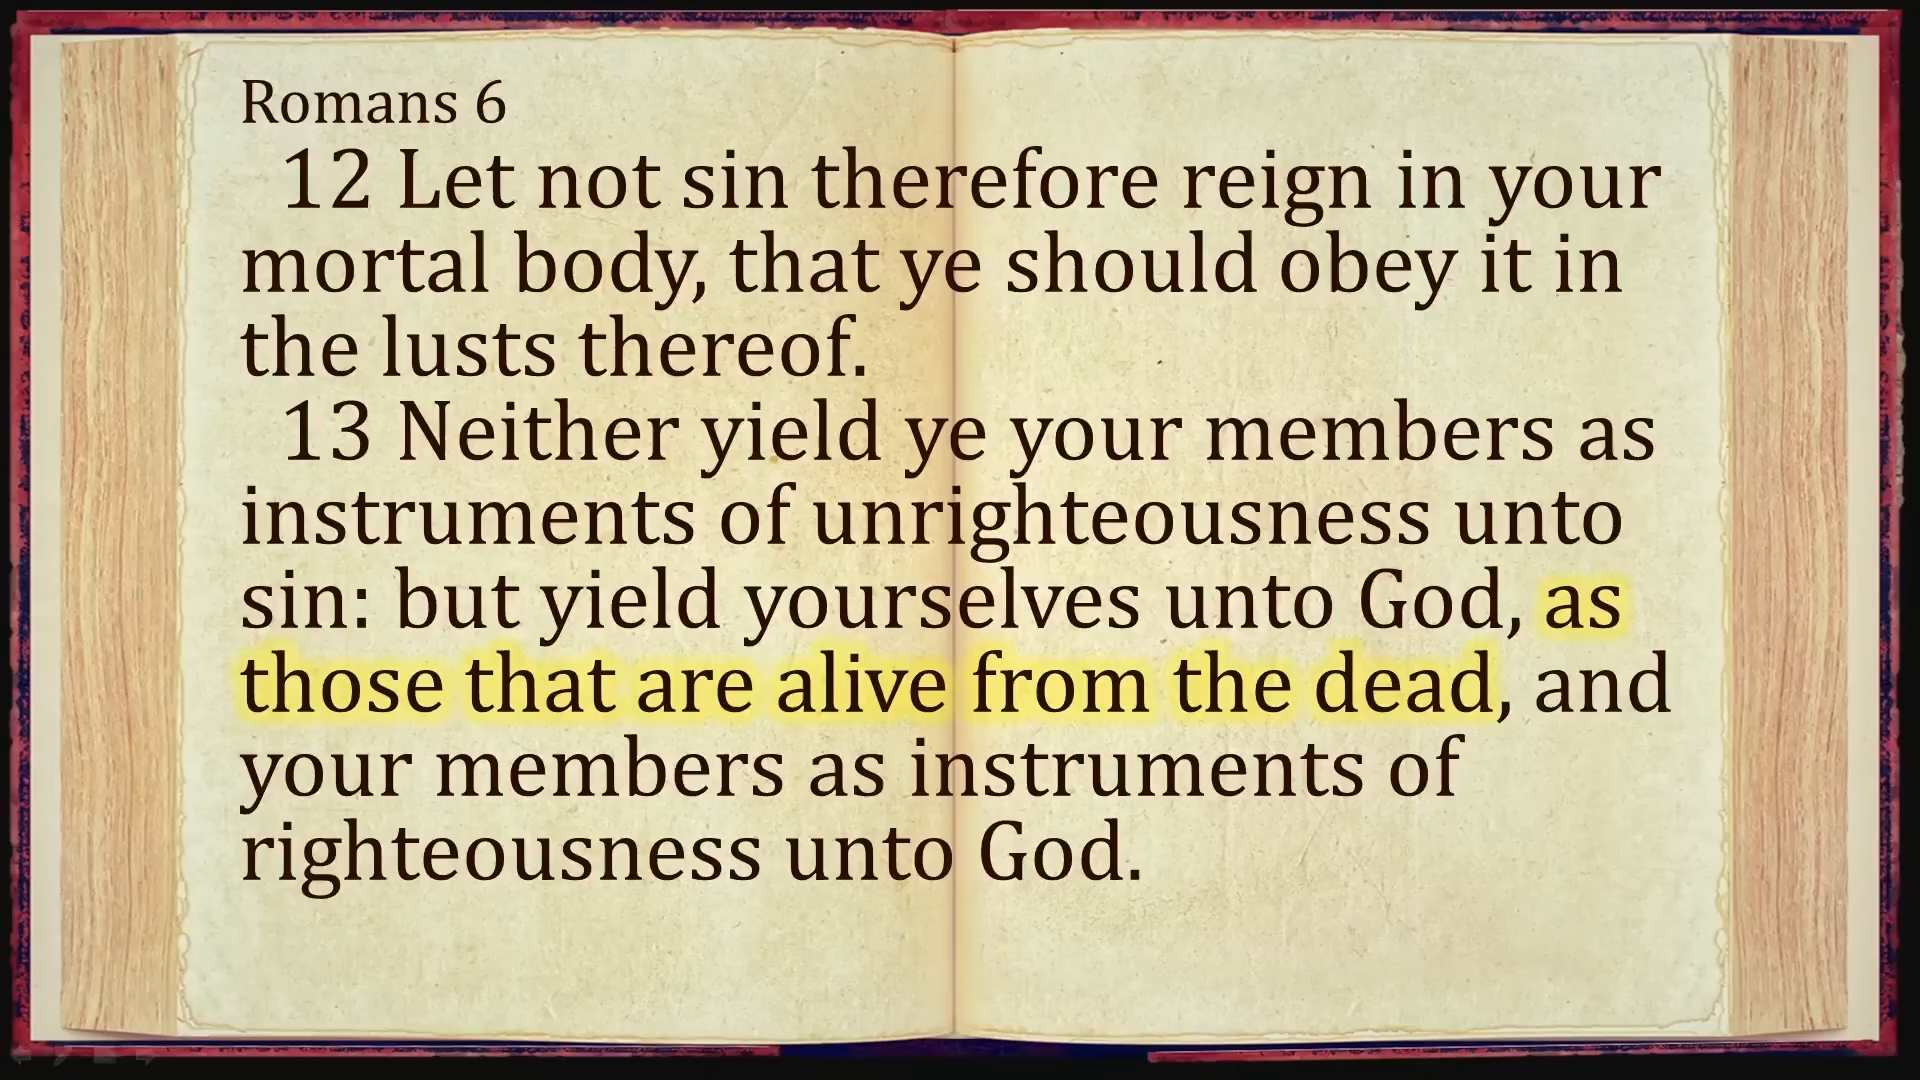 Romans 6
12 Let not sin therefore reign in your
mortal body, that ye should obey it in
the lusts thereof.
13 Neither yield ye your members as
instruments of unrighteousness unto
sin: but yield yourselves unto God, as
those that are alive from the dead, and
your members as instruments of
righteousness unto God.